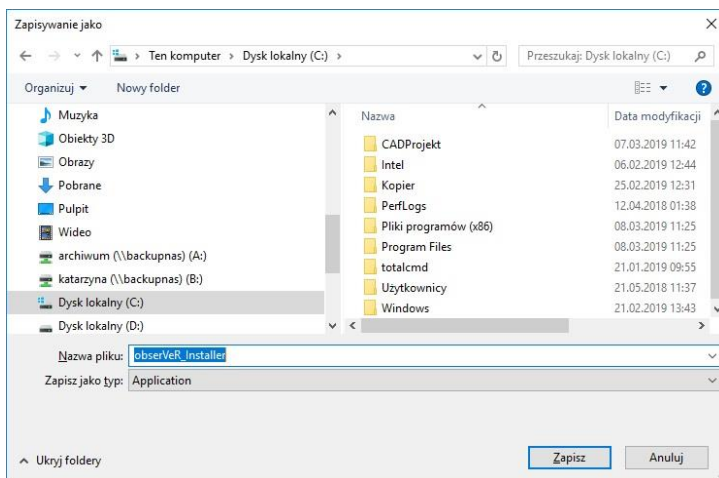 Zapisywanie jako
Ten komputer > Dysk lokalny (C:) >
Przeszukaj: Dysk lokalny (C:)
Organizuj
Nowy folder
Muzyka
Obiekty 3D
Obrazy
Pobrane
Pulpit
Wideo
archiwum (\\backupnas) (A:)
katarzyna (\\backupnas) (B:)
Dysk lokalny (C:)
Dysk lokalny (D:)
Nazwa Data modyfikacji
CADProjekt 07.03.2019 11:42
Intel 06.02.2019 12:44
Kopier 25.02.2019 12:31
PerfLogs 12.04.2018 01:38
Pliki programów (x86) 08.03.2019 11:25
Program Files 08.03.2019 11:25
totalcmd 21.01.2019 09:55
Użytkownicy 21.05.2018 11:37
Windows 21.02.2019 13:43
Nazwa pliku: obserVeR_Installer
Zapisz jako typ: Application
Ukryj foldery
Zapisz
Anuluj